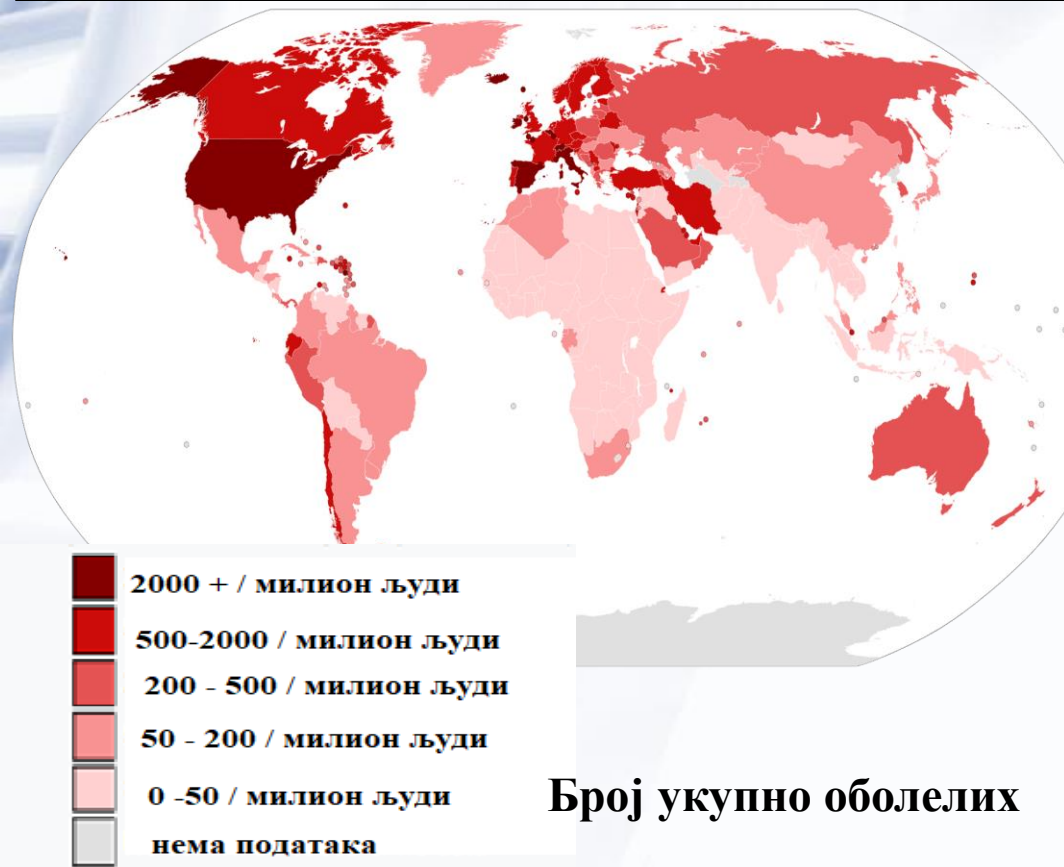 2000 + / милион људи
500-2000 / милион људи
200 - 500 / милион људи
50 - 200 / милион људи
0 -50 / милион људи
нема података
Број укупно оболелих